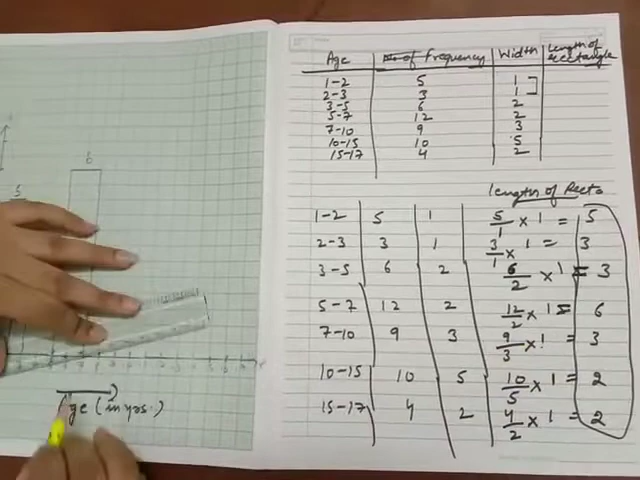 6
5
Age (in yrs.)
Age of Frequency Width Length of Rectangle
1-2 5 1
2-3 3 1
3-5 6 2
5-7 12 2
7-10 9 3
10-15 10 5
15-17 4 2
length of Recta
1-2 5 1 5/1 x 1 = 5
2-3 3 1 3/1 x 1 = 3
3-5 6 2 6/2 x 1 = 3
5-7 12 2 12/2 x 1 = 6
7-10 9 3 9/3 x 1 = 3
10-15 10 5 10/5 x 1 = 2
15-17 4 2 4/2 x 1 = 2